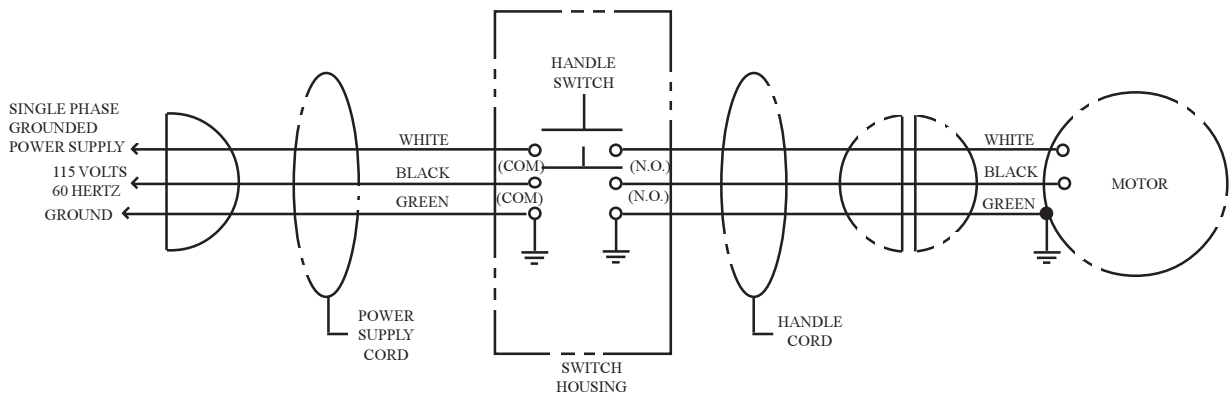 HANDLE
SWITCH
SINGLE PHASE
GROUNDED
POWER SUPPLY
115 VOLTS
60 HERTZ
GROUND
WHITE
BLACK
GREEN
(COM)
(COM)
(N.O.)
(N.O.)
WHITE
BLACK
GREEN
MOTOR
POWER
SUPPLY
CORD
HANDLE
CORD
SWITCH
HOUSING